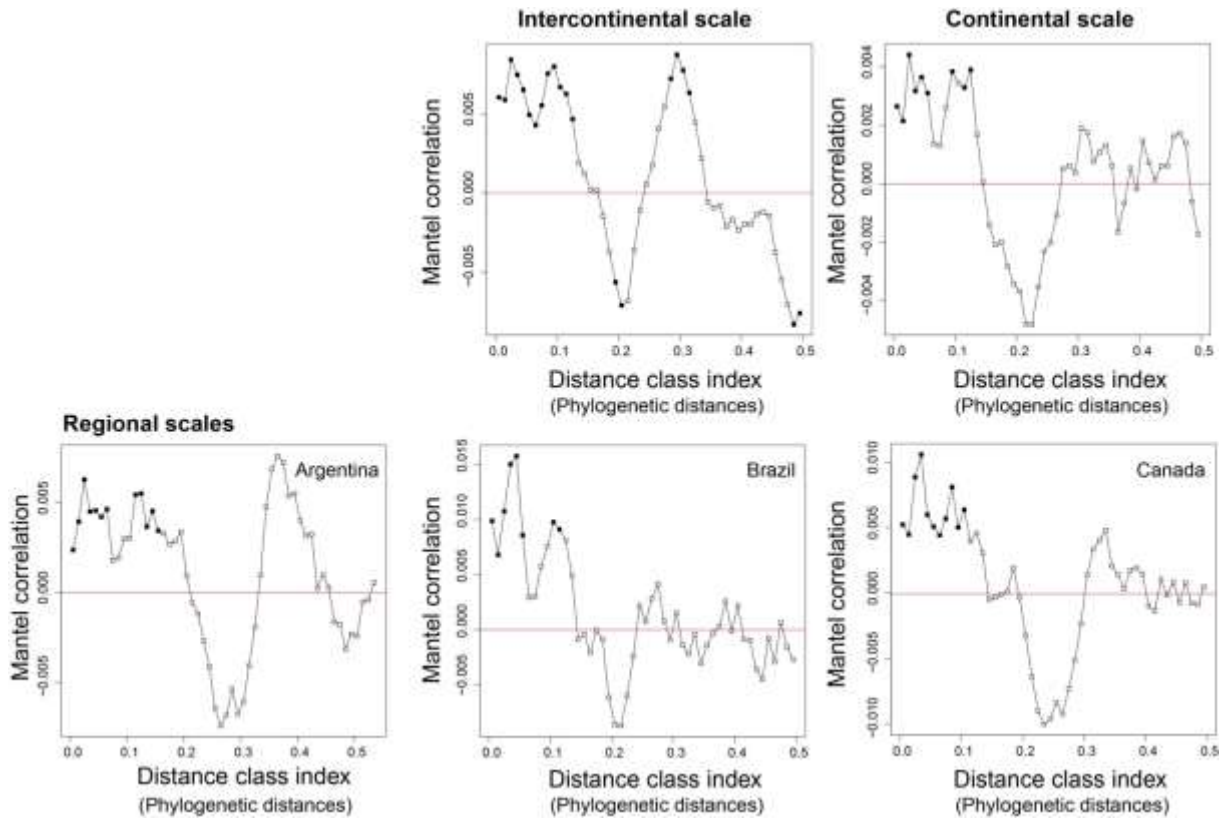 Intercontinental scale
Continental scale
Mantel correlation
0.005
0.000
−0.005
0.0 0.1 0.2 0.3 0.4 0.5
Distance class index
(Phylogenetic distances)
Mantel correlation
0.004
0.002
0.000
−0.002
−0.004
0.0 0.1 0.2 0.3 0.4 0.5
Distance class index
(Phylogenetic distances)
Regional scales
Argentina
Mantel correlation
0.005
0.000
−0.005
0.0 0.1 0.2 0.3 0.4 0.5
Distance class index
(Phylogenetic distances)
Brazil
Mantel correlation
0.015
0.010
0.005
0.000
−0.005
0.0 0.1 0.2 0.3 0.4 0.5
Distance class index
(Phylogenetic distances)
Canada
Mantel correlation
0.010
0.005
0.000
−0.005
−0.010
0.0 0.1 0.2 0.3 0.4 0.5
Distance class index
(Phylogenetic distances)